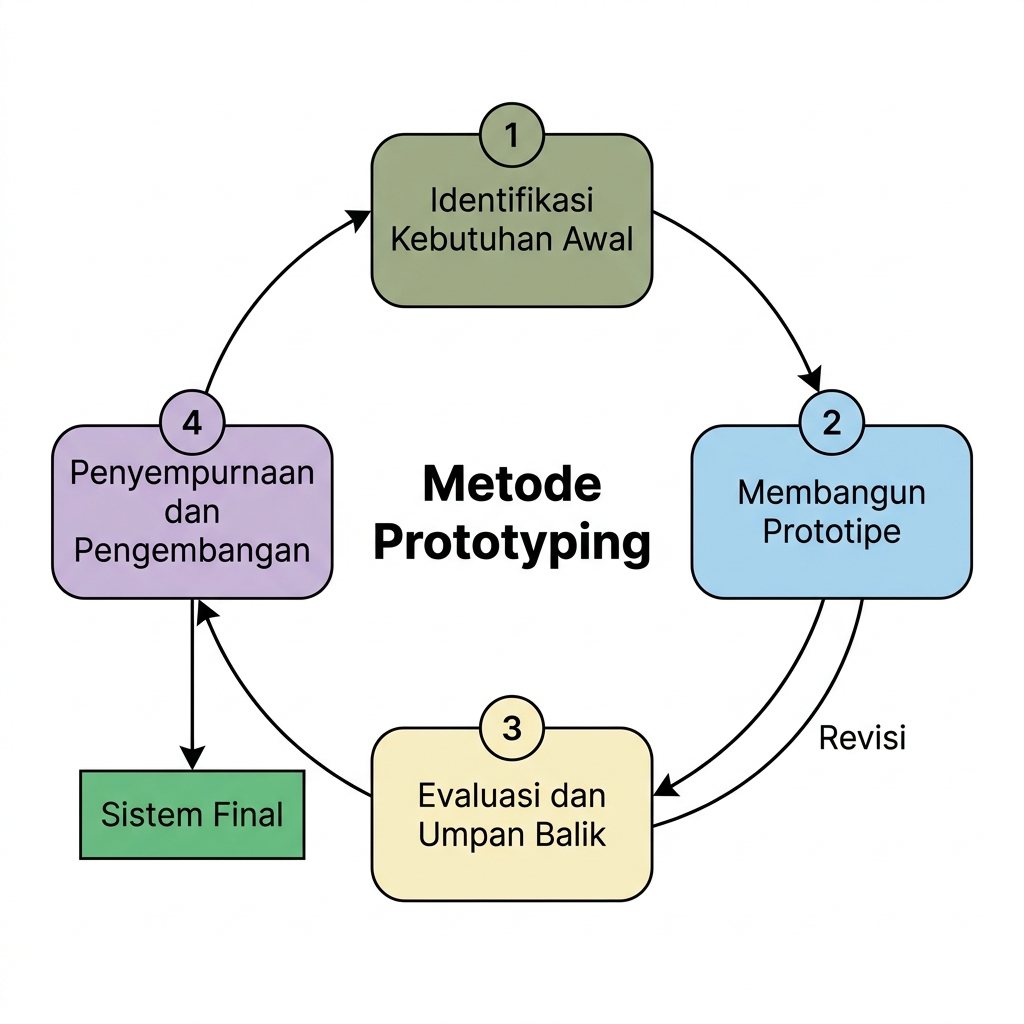 1
Identifikasi
Kebutuhan Awal
2
Membangun
Prototipe
Metode
Prototyping
4
Penyempurnaan
dan
Pengembangan
3
Evaluasi dan
Umpan Balik
Revisi
Sistem Final